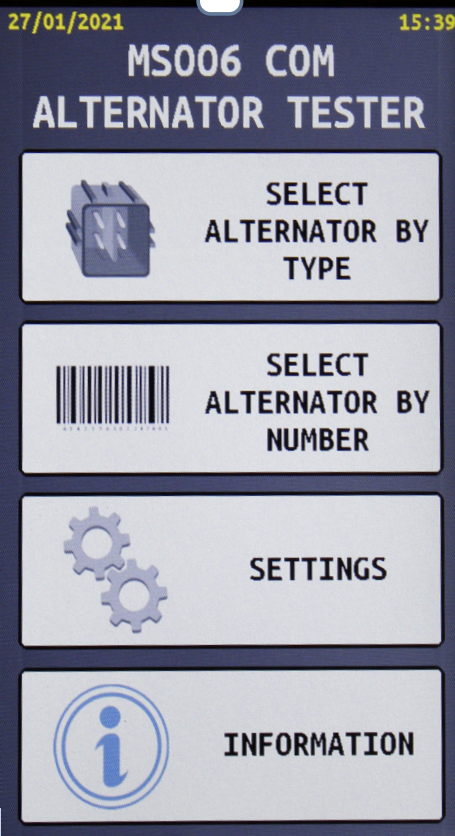 27/01/2021 15:39
MS006 COM
ALTERNATOR TESTER
SELECT
ALTERNATOR BY
TYPE
SELECT
ALTERNATOR BY
NUMBER
SETTINGS
INFORMATION